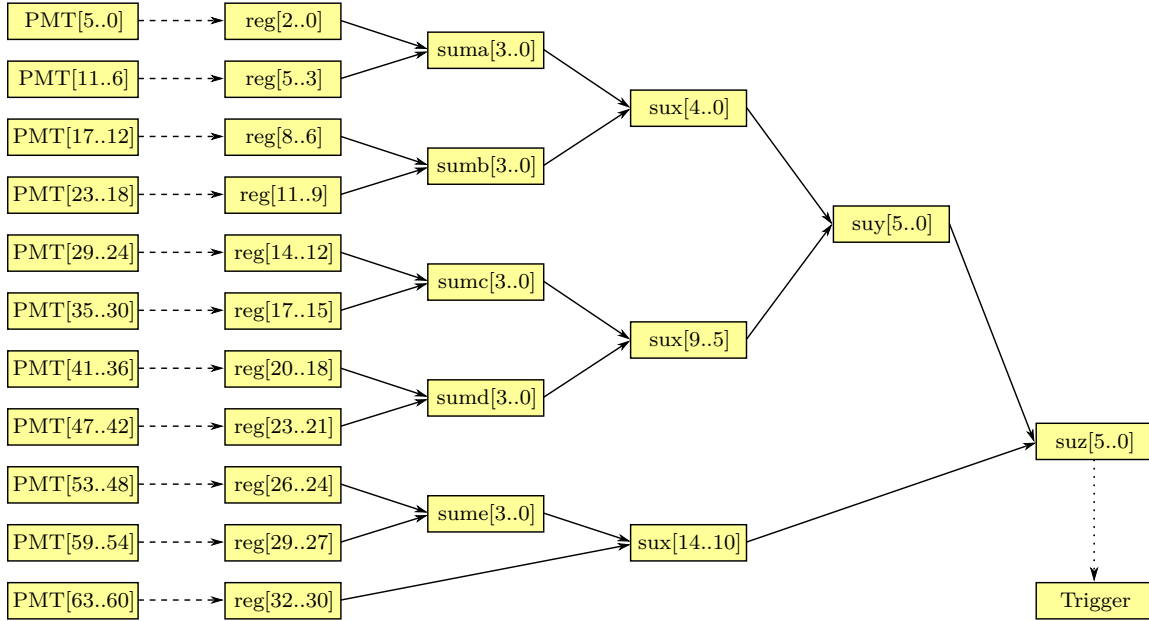 PMT[5..0]
reg[2..0]
suma[3..0]
PMT[11..6]
reg[5..3]
sux[4..0]
PMT[17..12]
reg[8..6]
sumb[3..0]
PMT[23..18]
reg[11..9]
suy[5..0]
PMT[29..24]
reg[14..12]
sumc[3..0]
PMT[35..30]
reg[17..15]
sux[9..5]
PMT[41..36]
reg[20..18]
sumd[3..0]
PMT[47..42]
reg[23..21]
suz[5..0]
PMT[53..48]
reg[26..24]
sume[3..0]
PMT[59..54]
reg[29..27]
sux[14..10]
PMT[63..60]
reg[32..30]
Trigger